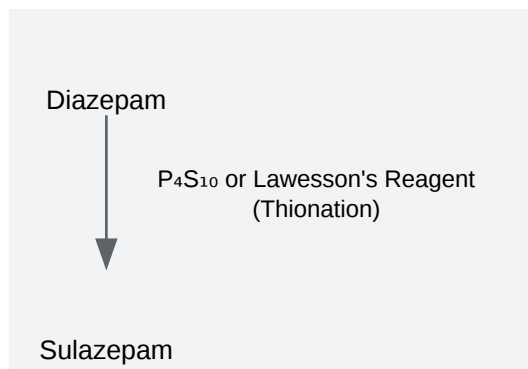 Diazepam
P₄S₁₀ or Lawesson's Reagent
(Thionation)
Sulazepam